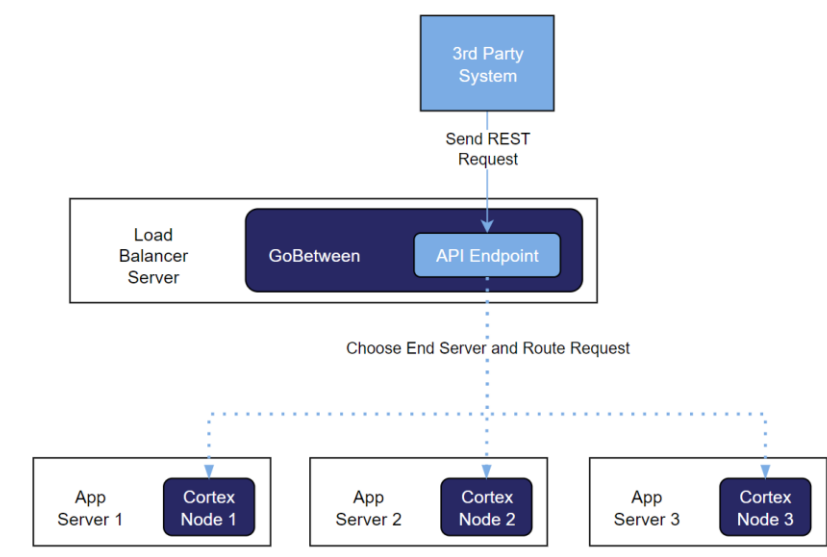 3rd Party
System
Send REST
Request
Load
Balancer
Server
GoBetween
API Endpoint
Choose End Server and Route Request
App
Server 1
Cortex
Node 1
App
Server 2
Cortex
Node 2
App
Server 3
Cortex
Node 3